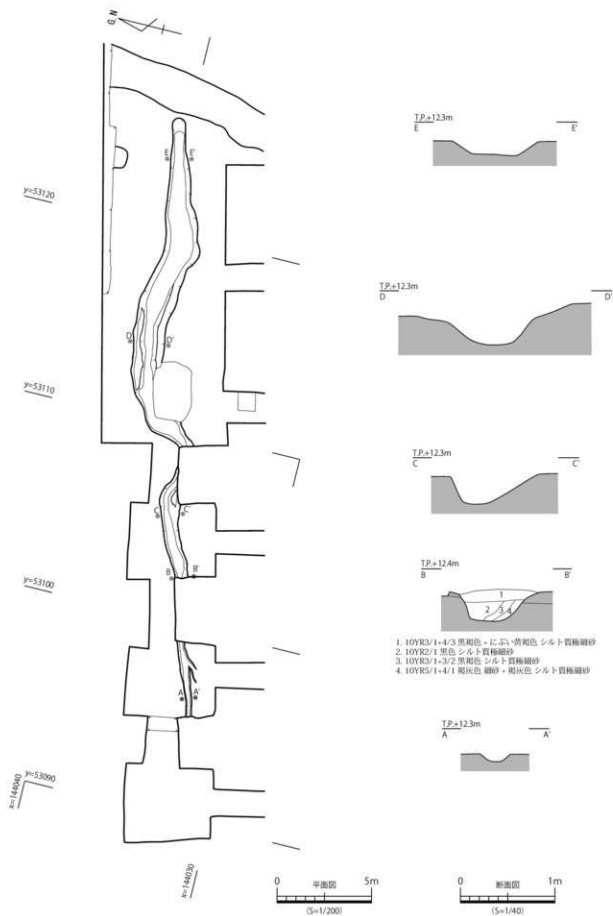 G.N
y=53120
y=53110
y=53100
y=53090
x=144040
x=144030
E E'
D D'
C C'
B B'
A A'
T.P.+12.3m
E E'
T.P.+12.3m
D D'
T.P.+12.3m
C C'
T.P.+12.4m
B B'
1
2 3 4
1. 10YR3/1+4/3 黒褐色 + にぶい黄褐色 シルト質極細砂
2. 10YR2/1 黒色 シルト質極細砂
3. 10YR3/1+3/2 黒褐色 シルト質極細砂
4. 10YR5/1+4/1 褐灰色 細砂 + 褐灰色 シルト質極細砂
T.P.+12.3m
A A'
0 平面図 5m
(S=1/200)
0 断面図 1m
(S=1/40)